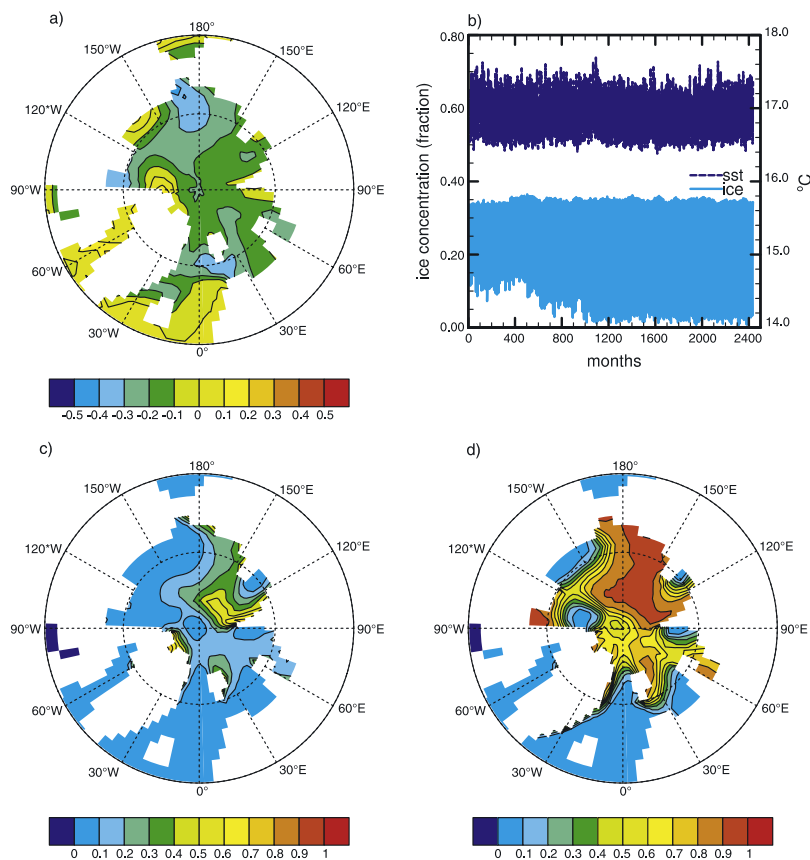 a)
180°
150°W
150°E
120°W
120°E
90°W
90°E
60°W
60°E
30°W
30°E
0°
-0.5 -0.4 -0.3 -0.2 -0.1 0 0.1 0.2 0.3 0.4 0.5
b)
0.80
0.60
0.40
0.20
0.00
ice concentration (fraction)
18.0
17.0
16.0
15.0
14.0
°C
sst
ice
0 400 800 1200 1600 2000 2400
months
c)
180°
150°W
150°E
120°W
120°E
90°W
90°E
60°W
60°E
30°W
30°E
0°
0 0.1 0.2 0.3 0.4 0.5 0.6 0.7 0.8 0.9 1
d)
180°
150°W
150°E
120°W
120°E
90°W
90°E
60°W
60°E
30°W
30°E
0°
0 0.1 0.2 0.3 0.4 0.5 0.6 0.7 0.8 0.9 1